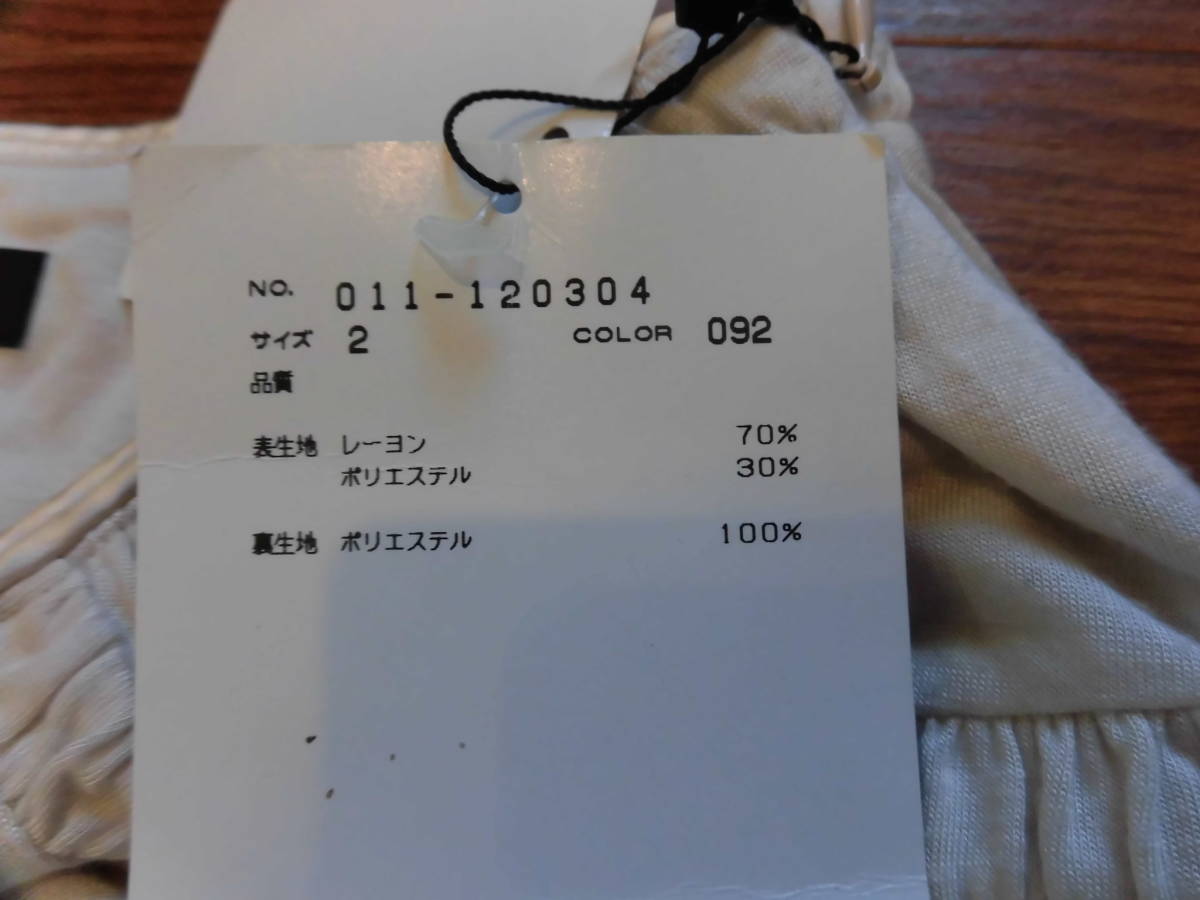 NO. 011-120304
サイズ 2 COLOR 092
品質
表生地 レーヨン 70%
ポリエステル 30%
裏生地 ポリエステル 100%